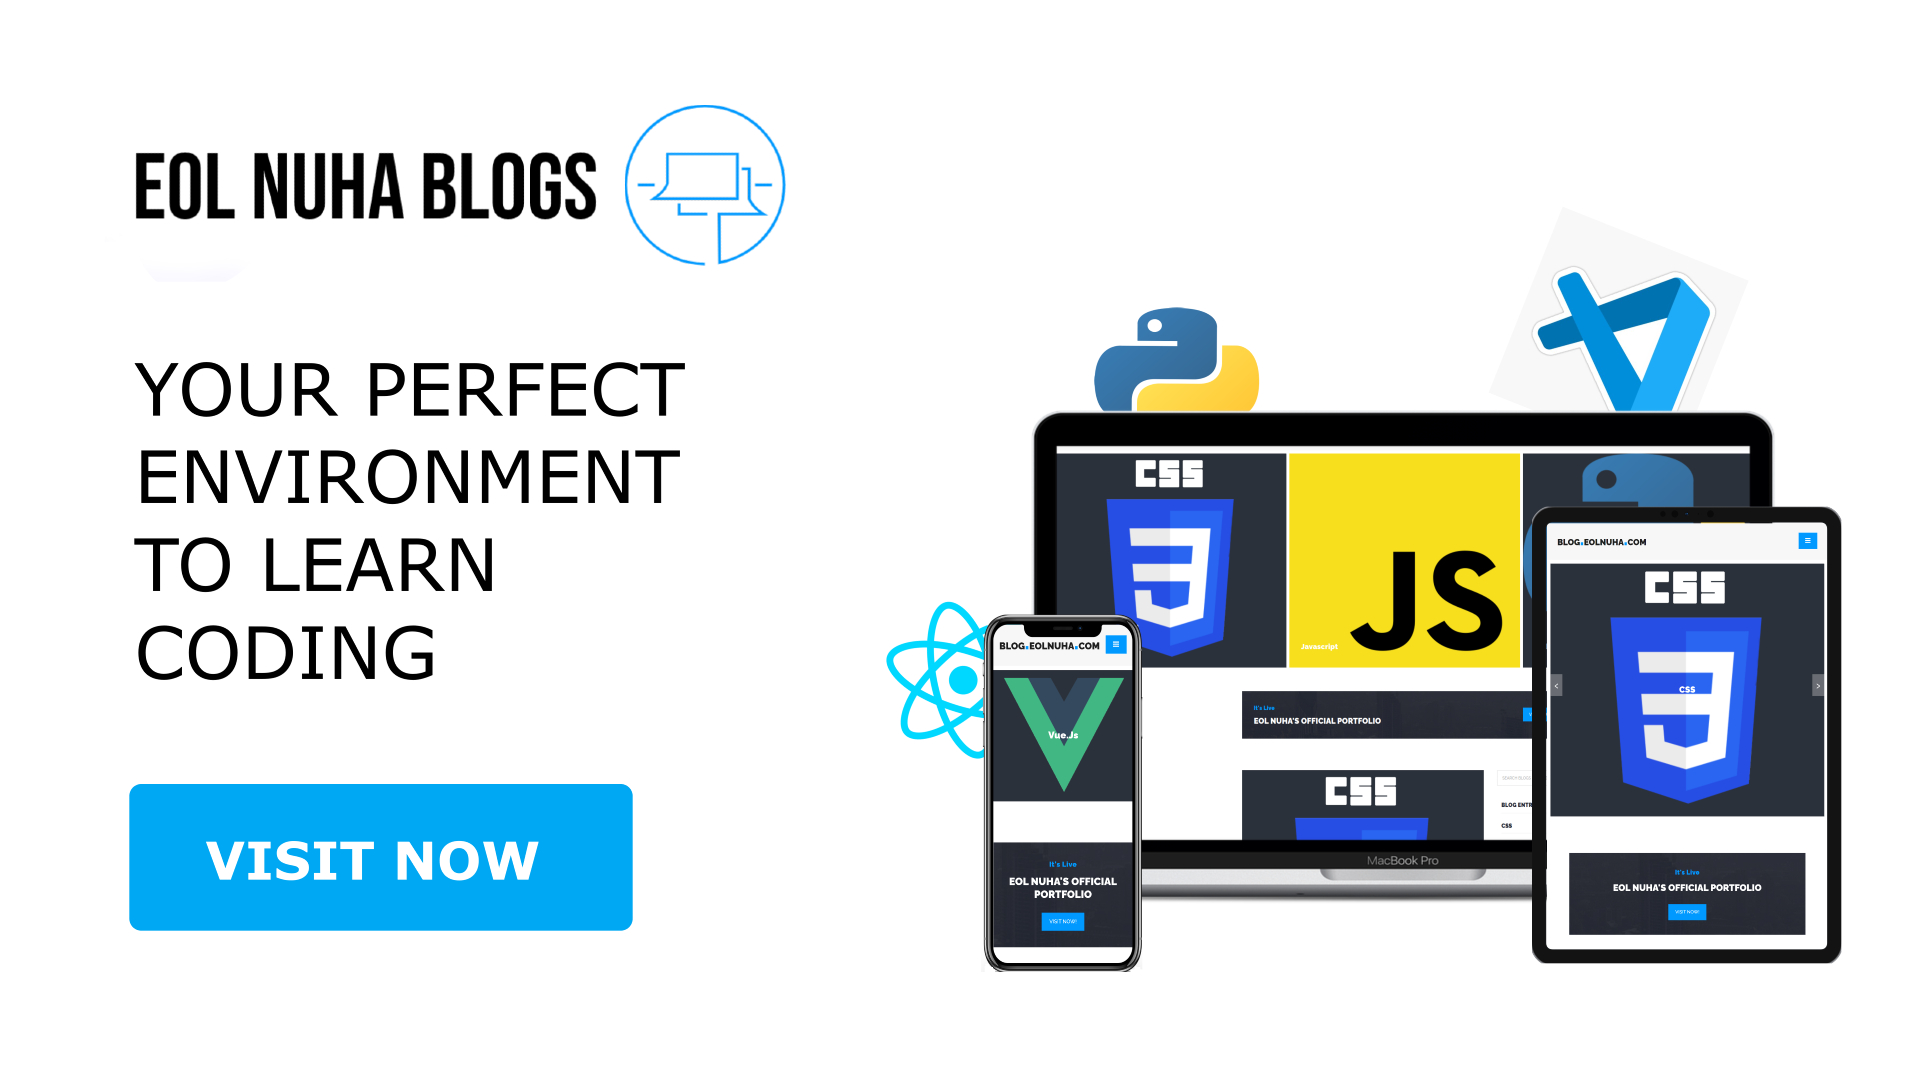 EOL NUHA BLOGS
YOUR PERFECT
ENVIRONMENT
TO LEARN
CODING
VISIT NOW
CSS
JS
Javascript
It's Live
EOL NUHA'S OFFICIAL PORTFOLIO
CSS
BLOG ENTR
CSS
MacBook Pro
BLOG.EOLNUHA.COM
Vue.Js
It's Live
EOL NUHA'S OFFICIAL
PORTFOLIO
VISIT NOW!
BLOG.EOLNUHA.COM
CSS
CSS
It's Live
EOL NUHA'S OFFICIAL PORTFOLIO
VISIT NOW!